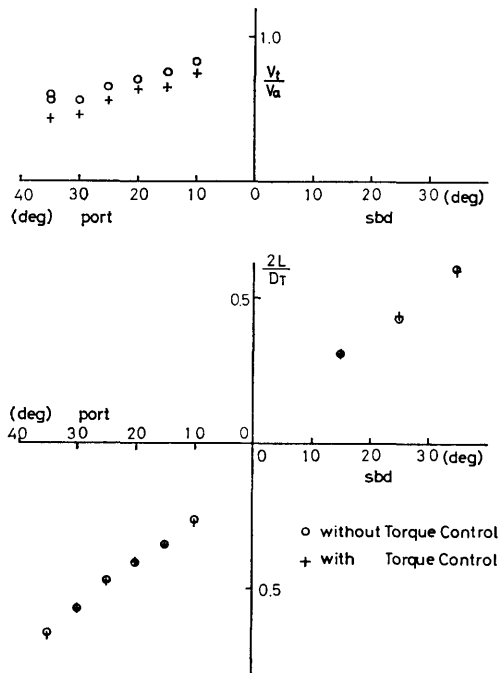 1.0
Vt
Va
40 30 20 10 0 10 20 30 (deg)
(deg) port sbd
2L
DT
0.5
(deg) port
40 30 20 10 0
0 10 20 30 (deg)
sbd
o without Torque Control
+ with Torque Control
0.5